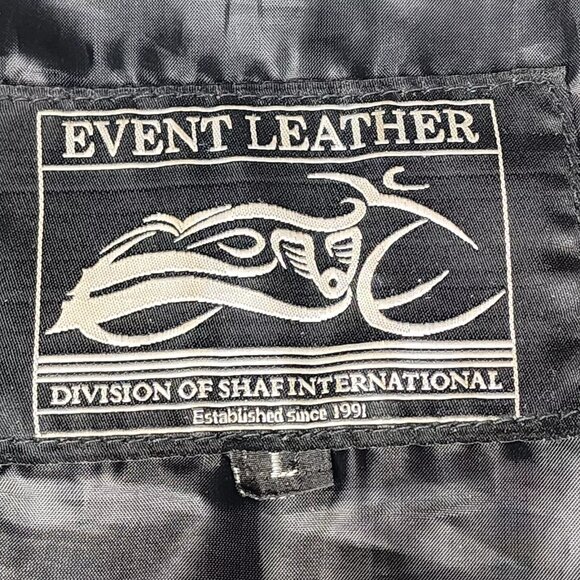 EVENT LEATHER
DIVISION OF SHAF INTERNATIONAL
Established since 1991
L